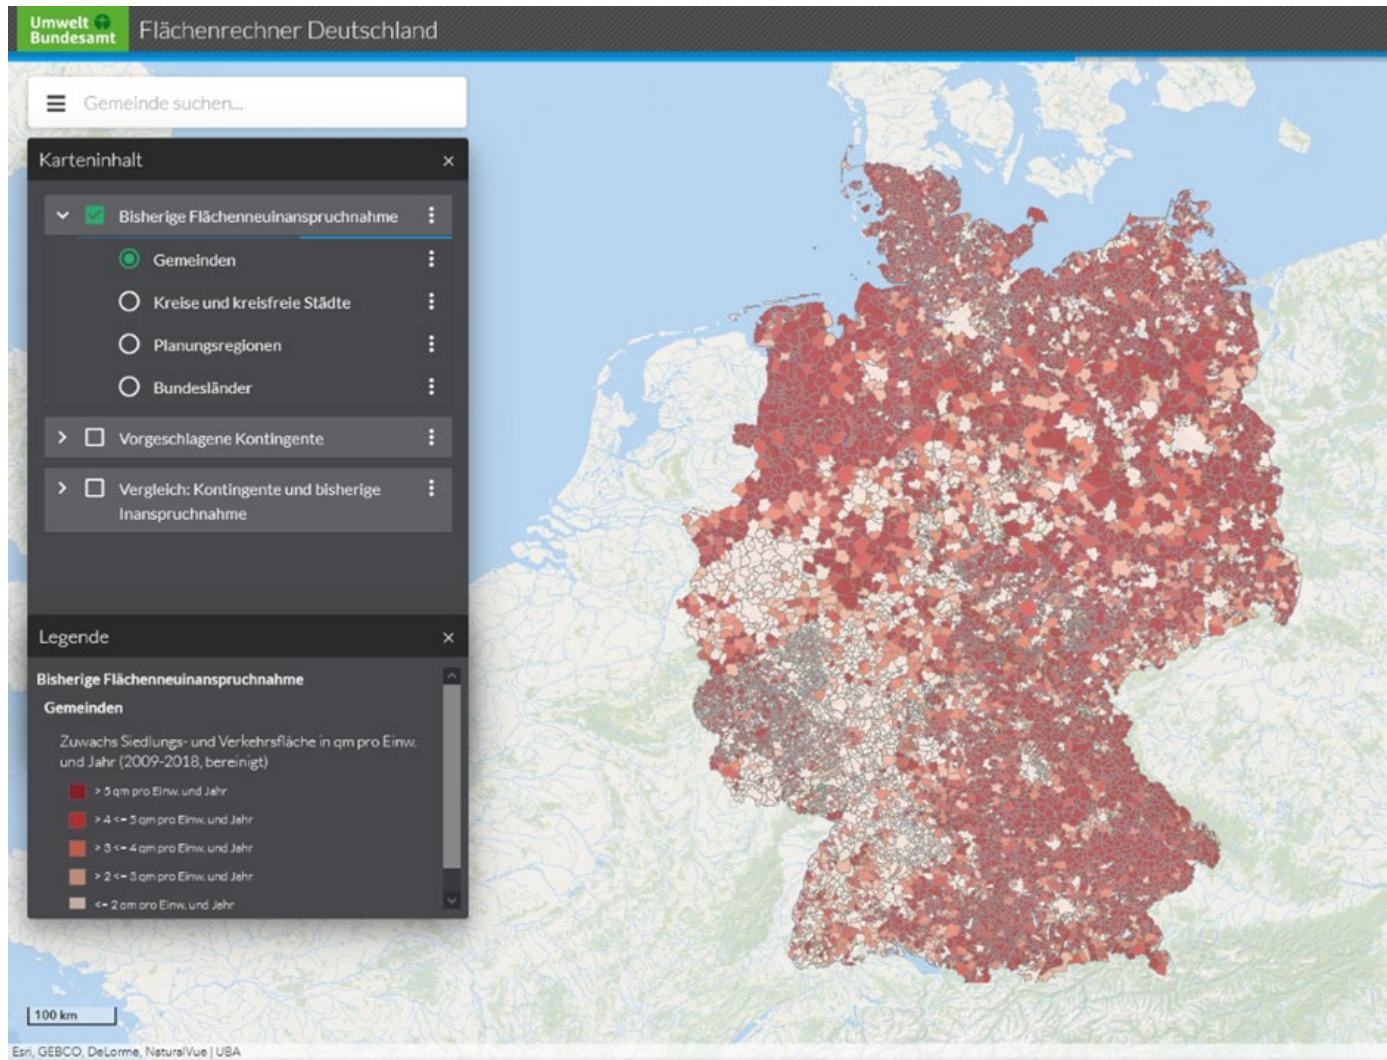 Umwelt
Bundesamt
Flächenrechner Deutschland
Gemeinde suchen...
Karteninhalt
Bisherige Flächenneuinanspruchnahme
Gemeinden
Kreise und kreisfreie Städte
Planungsregionen
Bundesländer
Vorgeschlagene Kontingente
Vergleich: Kontingente und bisherige
Inanspruchnahme
Legende
Bisherige Flächenneuinanspruchnahme
Gemeinden
Zuwachs Siedlungs- und Verkehrsfläche in qm pro Einw.
und Jahr (2009-2018, bereinigt)
> 5 qm pro Einw. und Jahr
> 4 <= 5 qm pro Einw. und Jahr
> 3 <= 4 qm pro Einw. und Jahr
> 2 <= 3 qm pro Einw. und Jahr
<= 2 qm pro Einw. und Jahr
100 km
Esri, GEBCO, DeLorme, NaturalVue | UBA